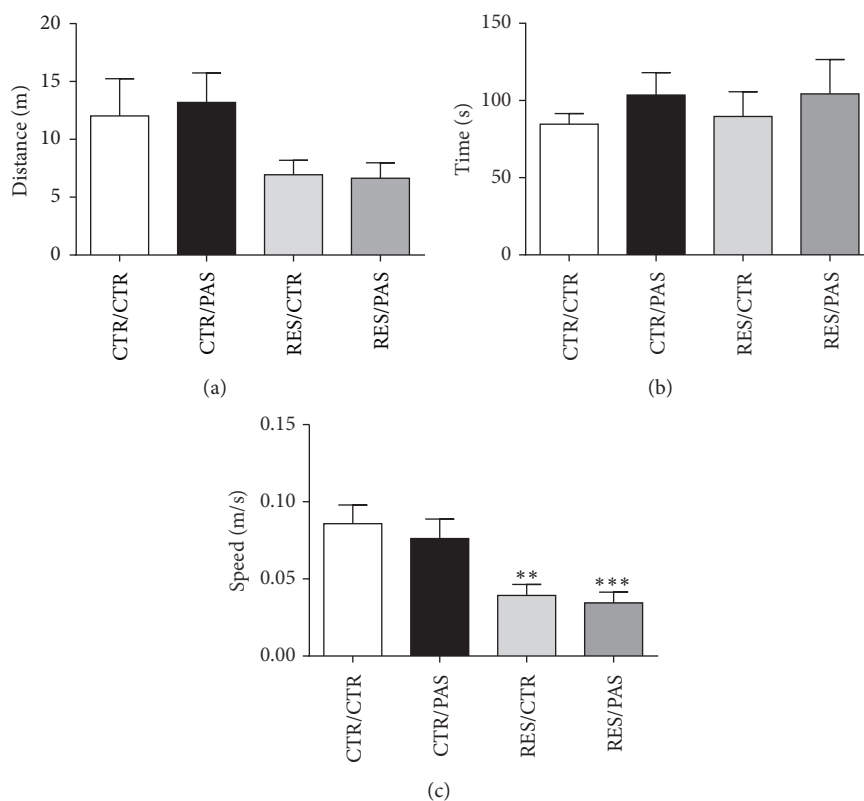 20
15
10
5
0
Distance (m)
CTR/CTR
CTR/PAS
RES/CTR
RES/PAS
(a)
150
100
50
0
Time (s)
CTR/CTR
CTR/PAS
RES/CTR
RES/PAS
(b)
0.15
0.10
0.05
0.00
Speed (m/s)
**
***
CTR/CTR
CTR/PAS
RES/CTR
RES/PAS
(c)